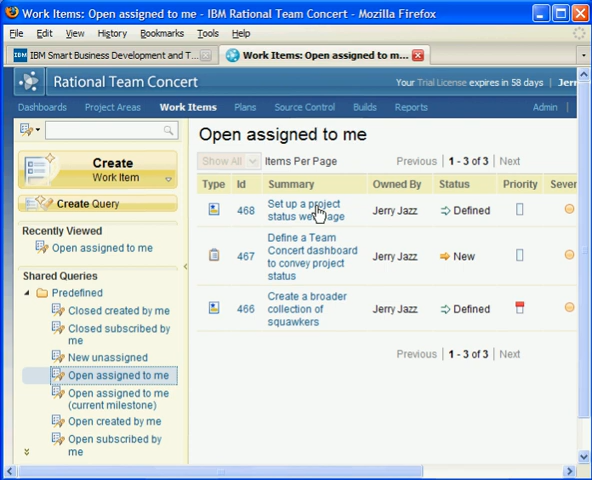 Work Items: Open assigned to me - IBM Rational Team Concert - Mozilla Firefox
File Edit View History Bookmarks Tools Help
IBM IBM Smart Business Development and T...
Work Items: Open assigned to m...
Rational Team Concert
Your Trial License expires in 58 days | Jerr
Dashboards Project Areas Work Items Plans Source Control Builds Reports Admin |
Create
Work Item
Create Query
Recently Viewed
Open assigned to me
Shared Queries
Predefined
Closed created by me
Closed subscribed by
me
New unassigned
Open assigned to me
Open assigned to me
(current milestone)
Open created by me
Open subscribed by
me
Open assigned to me
Show All Items Per Page Previous | 1 - 3 of 3 | Next
Type Id Summary Owned By Status Priority Sever
468 Set up a project
status web page Jerry Jazz Defined
467 Define a Team
Concert dashboard
to convey project
status Jerry Jazz New
466 Create a broader
collection of
squawkers Jerry Jazz Defined
Previous | 1 - 3 of 3 | Next